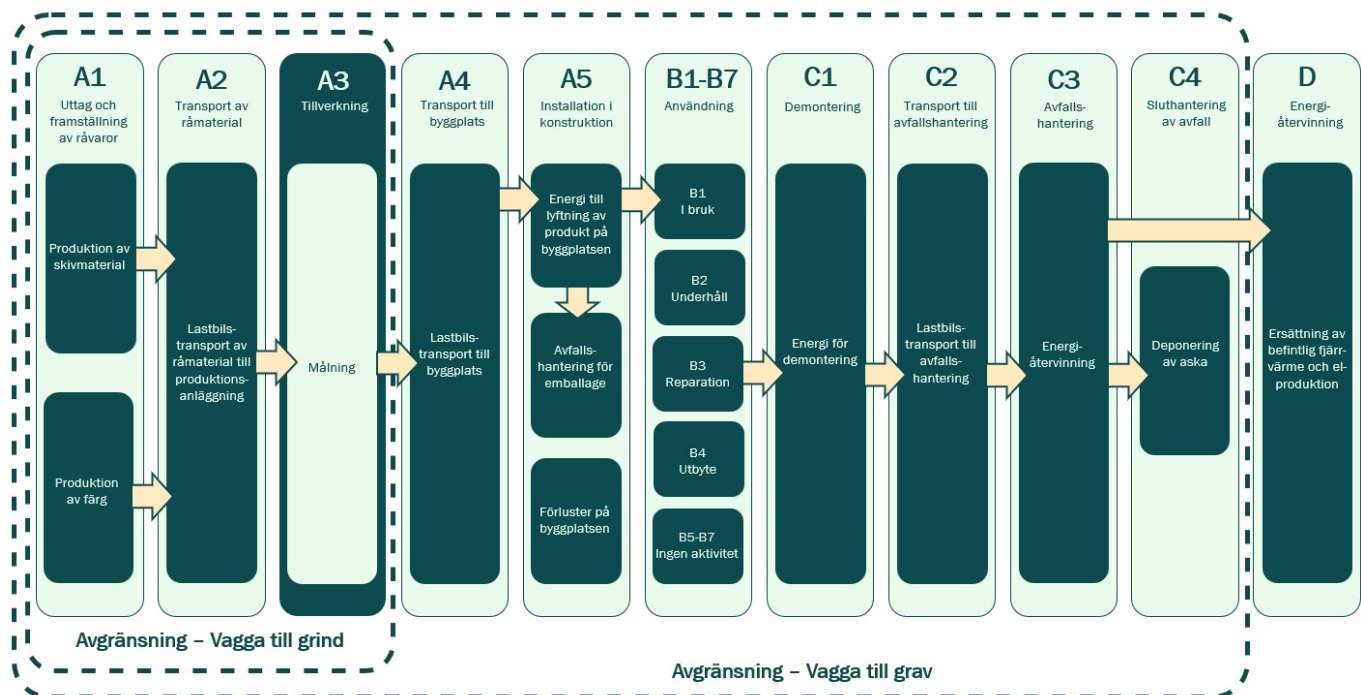 A1
Uttag och
framställning
av råvaror
Produktion av
skivmaterial
Produktion
av färg
A2
Transport av
råmaterial
Lastbils-
transport av
råmaterial till
produktions-
anläggning
A3
Tillverkning
Målning
A4
Transport till
byggplats
Lastbils-
transport till
byggplats
A5
Installation i
konstruktion
Energi till
lyftning av
produkt på
byggplatsen
Avfalls-
hantering för
emballage
Förluster på
byggplatsen
B1-B7
Användning
B1
I bruk
B2
Underhåll
B3
Reparation
B4
Utbyte
B5-B7
Ingen aktivitet
C1
Demontering
Energi för
demontering
C2
Transport till
avfallshantering
Lastbils-
transport till
avfalls-
hantering
C3
Avfalls-
hantering
Energi-
återvinning
C4
Sluthantering
av avfall
Deponering
av aska
D
Energi-
återvinning
Ersättning av
befintlig fjärr-
värme och el-
produktion
Avgränsning – Vagga till grind
Avgränsning – Vagga till grav